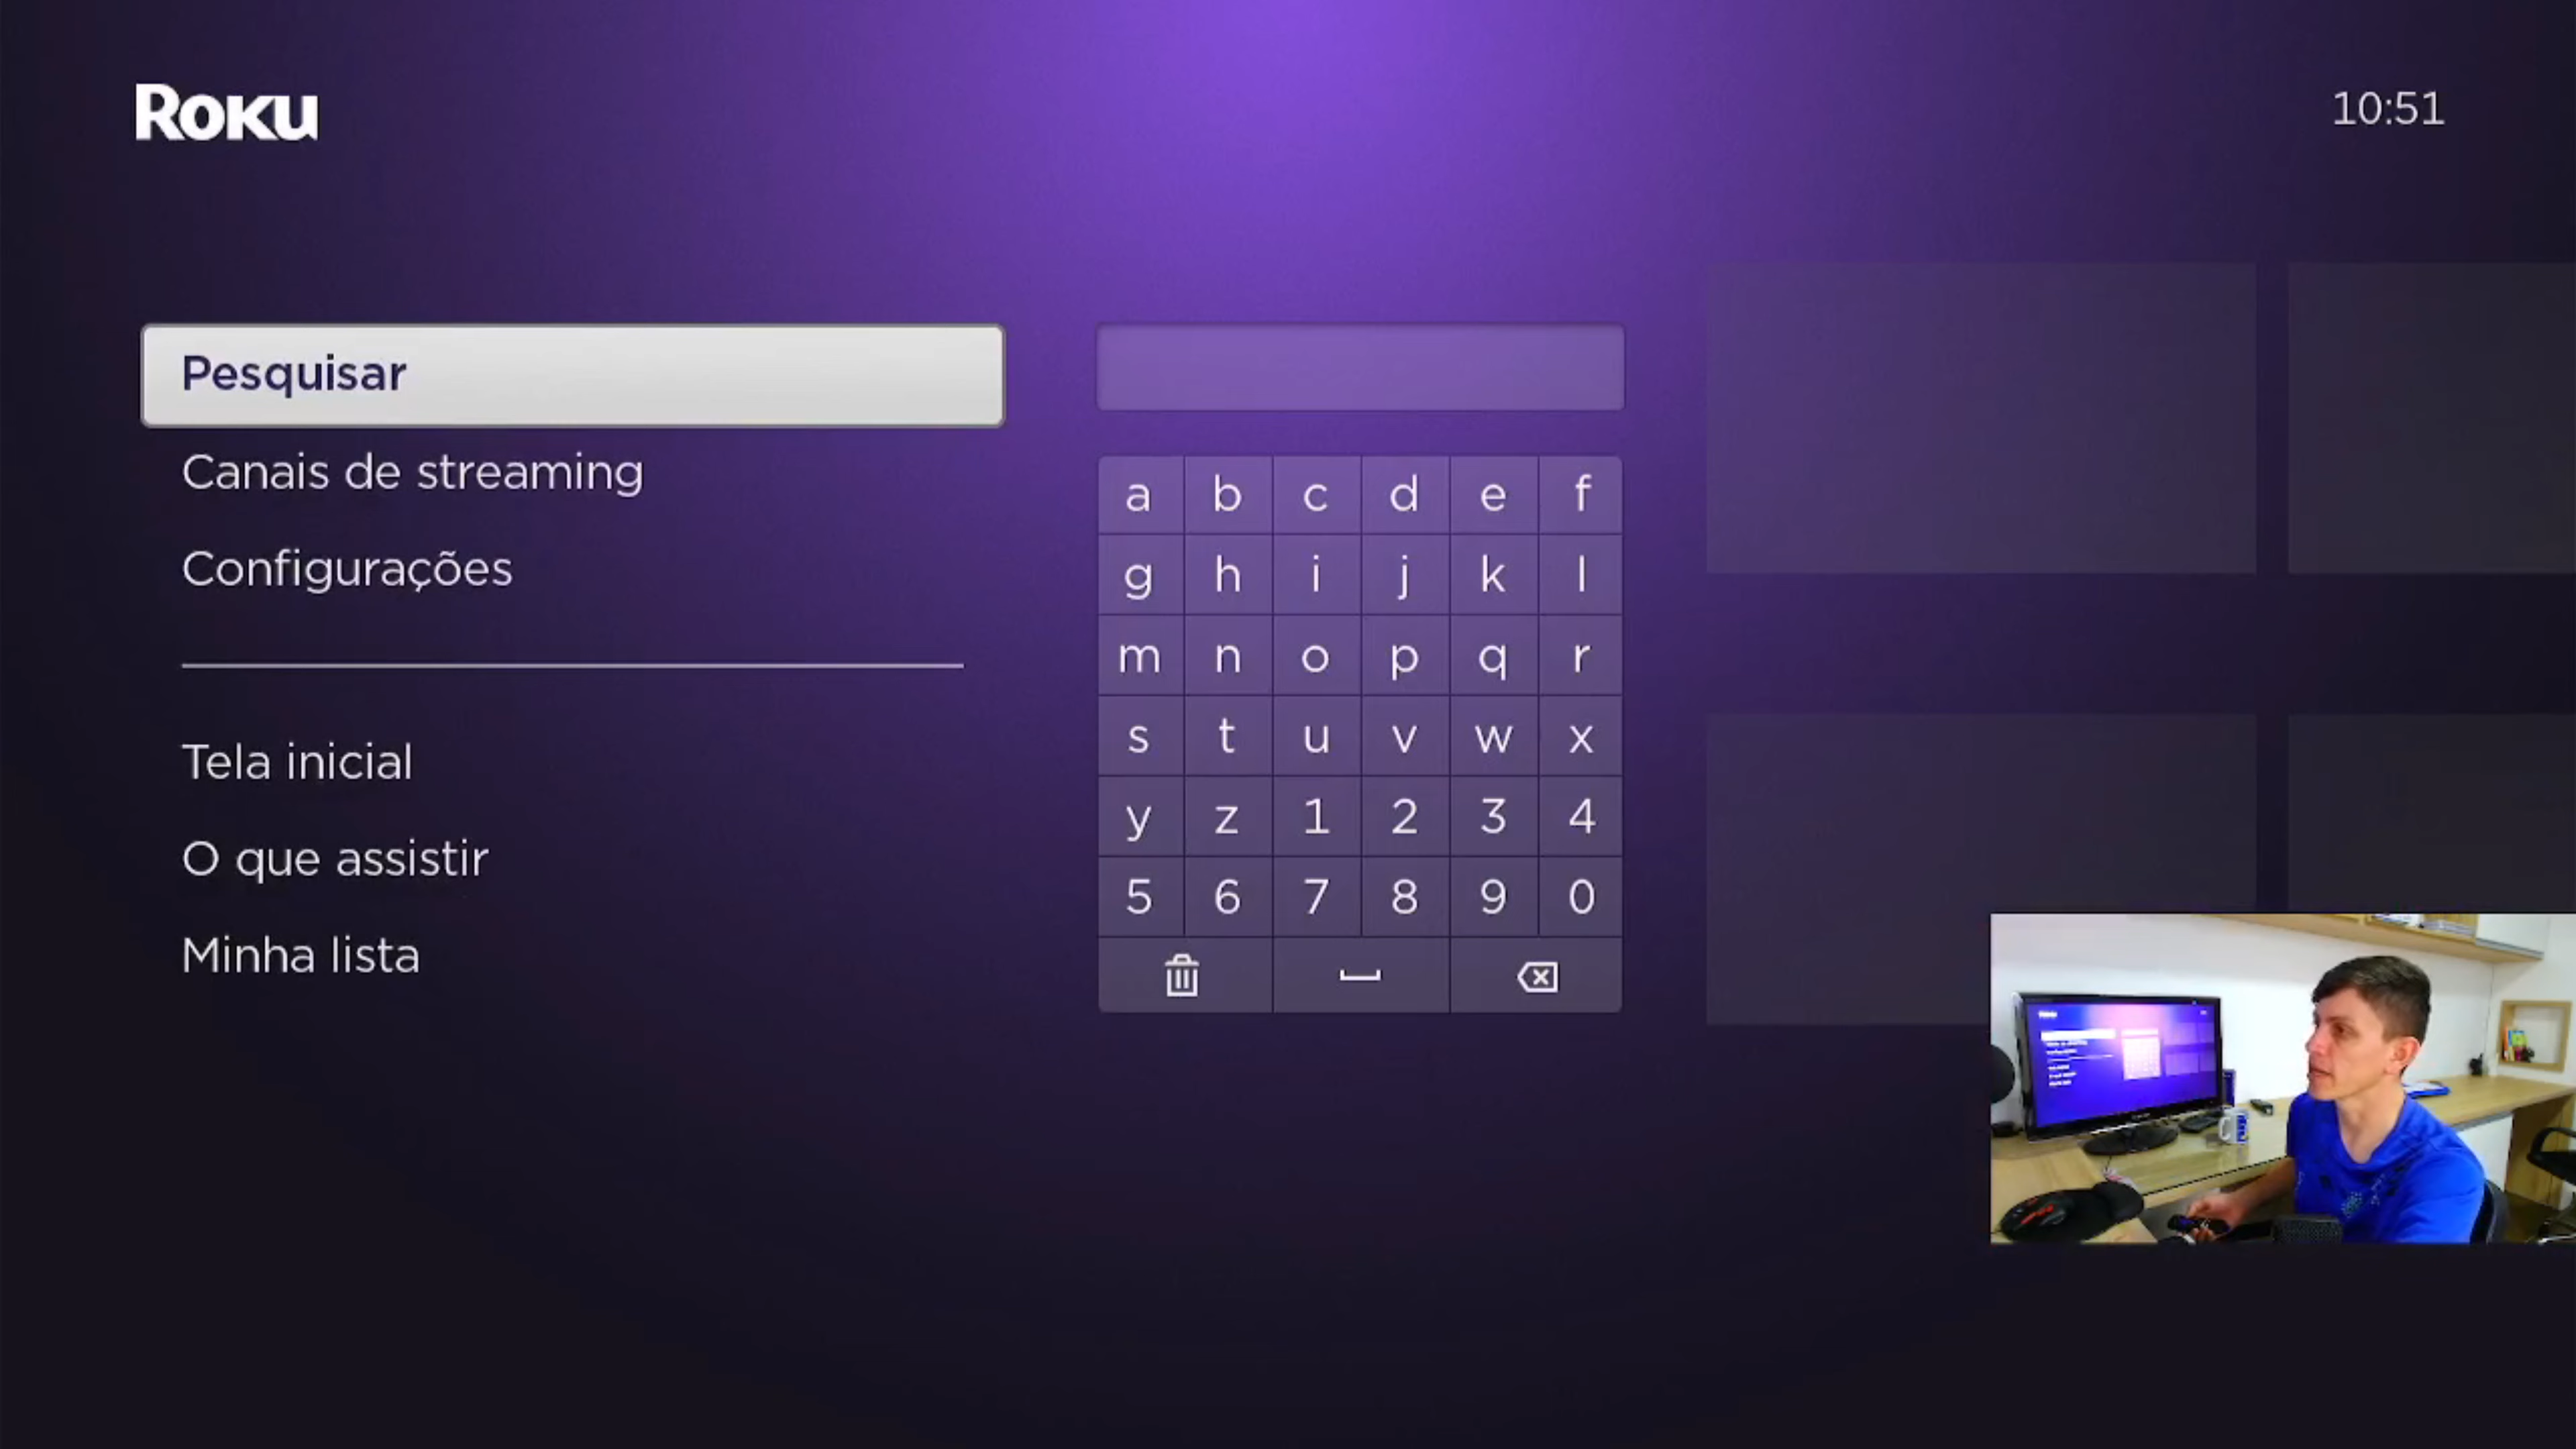 Roku
10:51
Pesquisar
Canais de streaming
Configurações
Tela inicial
O que assistir
Minha lista
a b c d e f
g h i j k l
m n o p q r
s t u v w x
y z 1 2 3 4
5 6 7 8 9 0